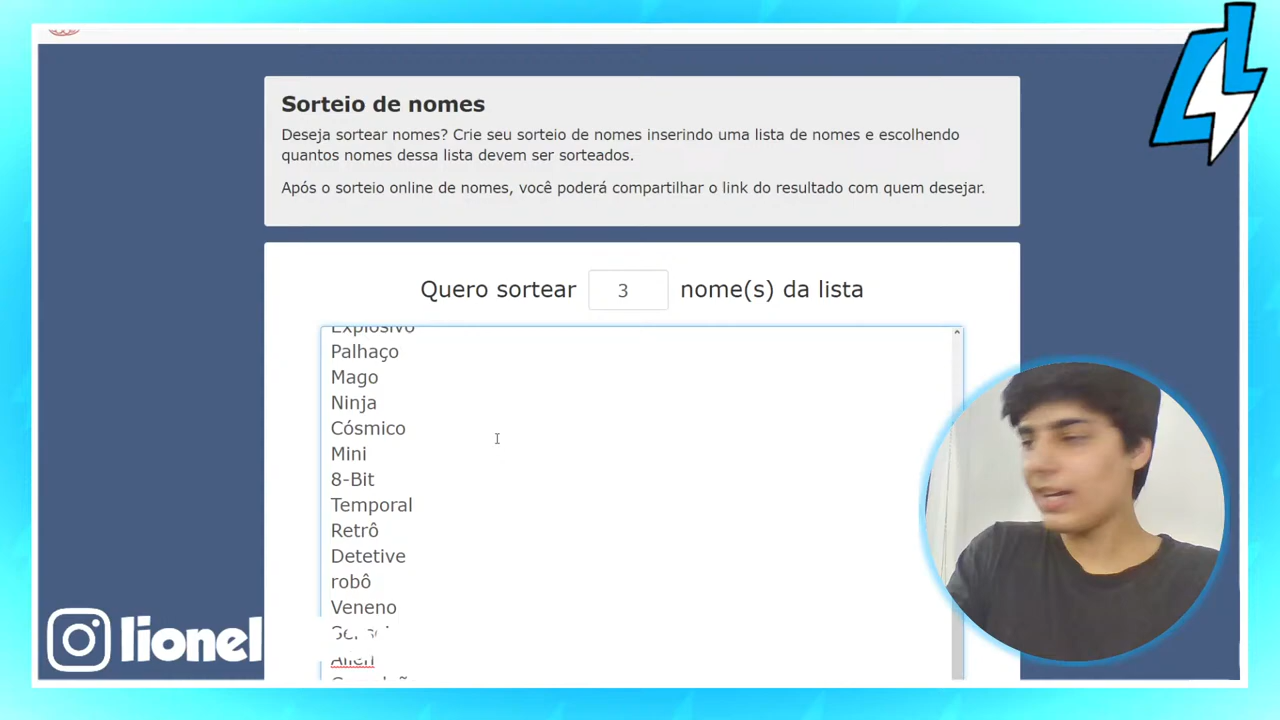 Sorteio de nomes
Deseja sortear nomes? Crie seu sorteio de nomes inserindo uma lista de nomes e escolhendo
quantos nomes dessa lista devem ser sorteados.
Após o sorteio online de nomes, você poderá compartilhar o link do resultado com quem desejar.
Quero sortear 3 nome(s) da lista
Explosivo
Palhaço
Mago
Ninja
Cósmico
Mini
8-Bit
Temporal
Retrô
Detetive
robô
Veneno
Alien
lionel